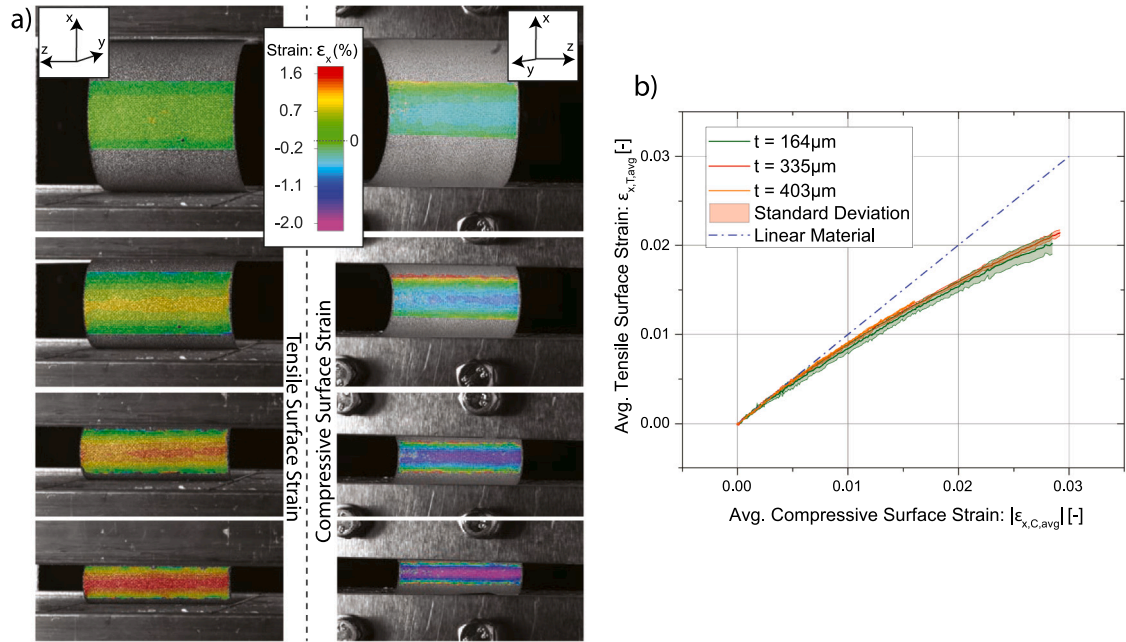 a)
x
z
y
x
z
y
Strain: εₓ(%)
1.6
0.7
0
-0.2
-1.1
-2.0
Tensile Surface Strain
Compressive Surface Strain
b)
t = 164μm
t = 335μm
t = 403μm
Standard Deviation
Linear Material
Avg. Tensile Surface Strain: εx,T,avg [-]
0.03
0.02
0.01
0.00
0.00
0.01
0.02
0.03
Avg. Compressive Surface Strain: |εx,C,avg| [-]